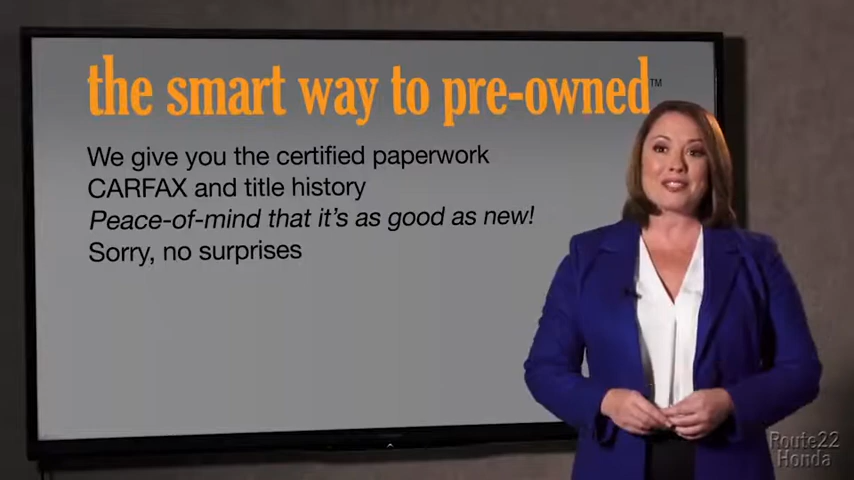 the smart way to pre-owned™
We give you the certified paperwork
CARFAX and title history
Peace-of-mind that it's as good as new!
Sorry, no surprises
Route22
Honda